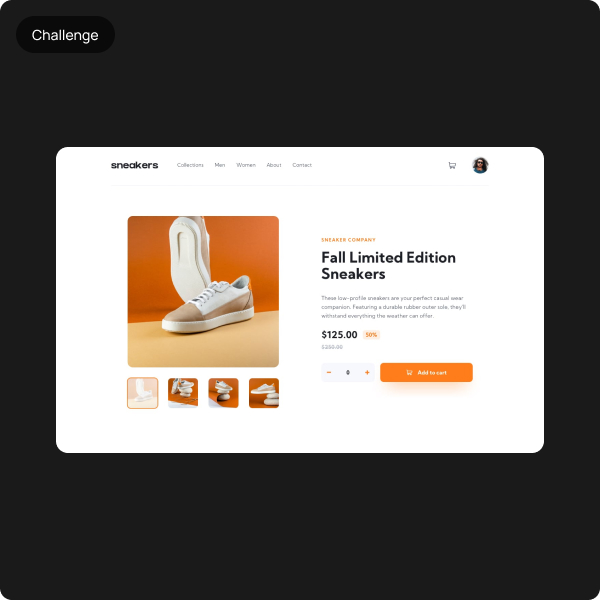 Challenge
sneakers
Collections Men Women About Contact
SNEAKER COMPANY
Fall Limited Edition
Sneakers
These low-profile sneakers are your perfect casual wear
companion. Featuring a durable rubber outer sole, they'll
withstand everything the weather can offer.
$125.00 50%
$250.00
− 0 + Add to cart